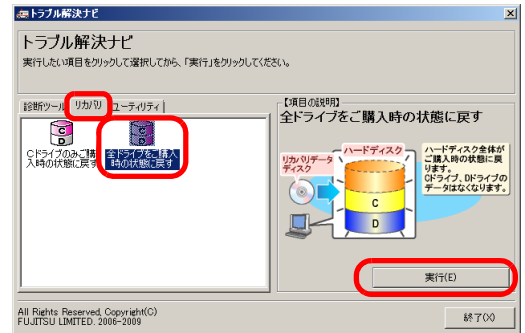 トラブル解決ナビ
トラブル解決ナビ
実行したい項目をクリックして選択してから、「実行」をクリックしてください。
診断ツール
リカバリ
ユーティリティ
Cドライブのみご購
入時の状態に戻す
全ドライブをご購入
時の状態に戻す
【項目の説明】
全ドライブをご購入時の状態に戻す
リカバリデータ
ディスク
ハードディスク
C
D
ハードディスク全体が
ご購入時の状態に戻
ります。
Cドライブ、Dドライブの
データはなくなります。
実行(E)
All Rights Reserved, Copyright(C)
FUJITSU LIMITED. 2006-2009
終了(X)